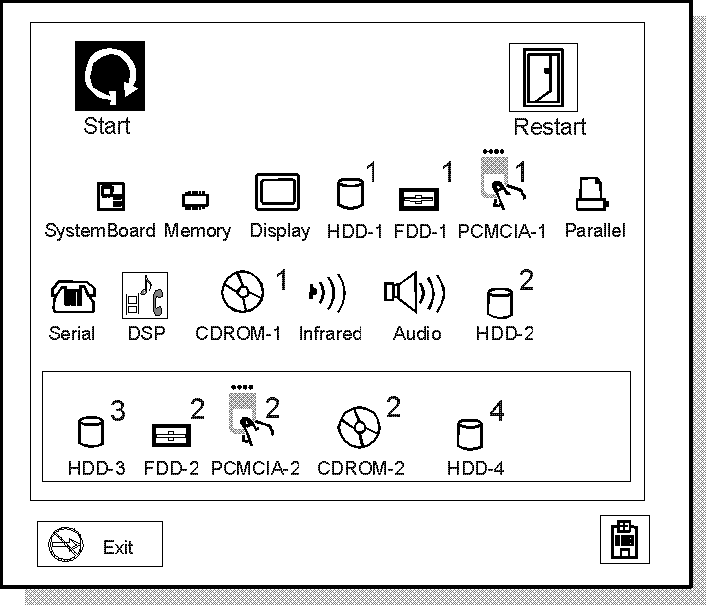 Start
Restart
1 1 1
SystemBoard Memory Display HDD-1 FDD-1 PCMCIA-1 Parallel
1 2
Serial DSP CDROM-1 Infrared Audio HDD-2
3 2 2 2 4
HDD-3 FDD-2 PCMCIA-2 CDROM-2 HDD-4
Exit